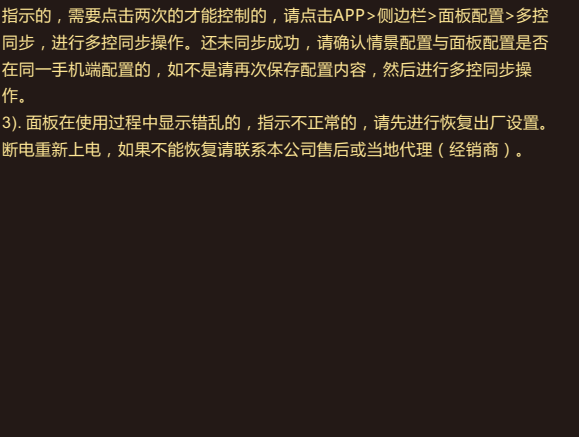 指示的，需要点击两次的才能控制的，请点击APP>侧边栏>面板配置>多控
同步，进行多控同步操作。还未同步成功，请确认情景配置与面板配置是否
在同一手机端配置的，如不是请再次保存配置内容，然后进行多控同步操
作。
3). 面板在使用过程中显示错乱的，指示不正常的，请先进行恢复出厂设置。
断电重新上电，如果不能恢复请联系本公司售后或当地代理（经销商）。